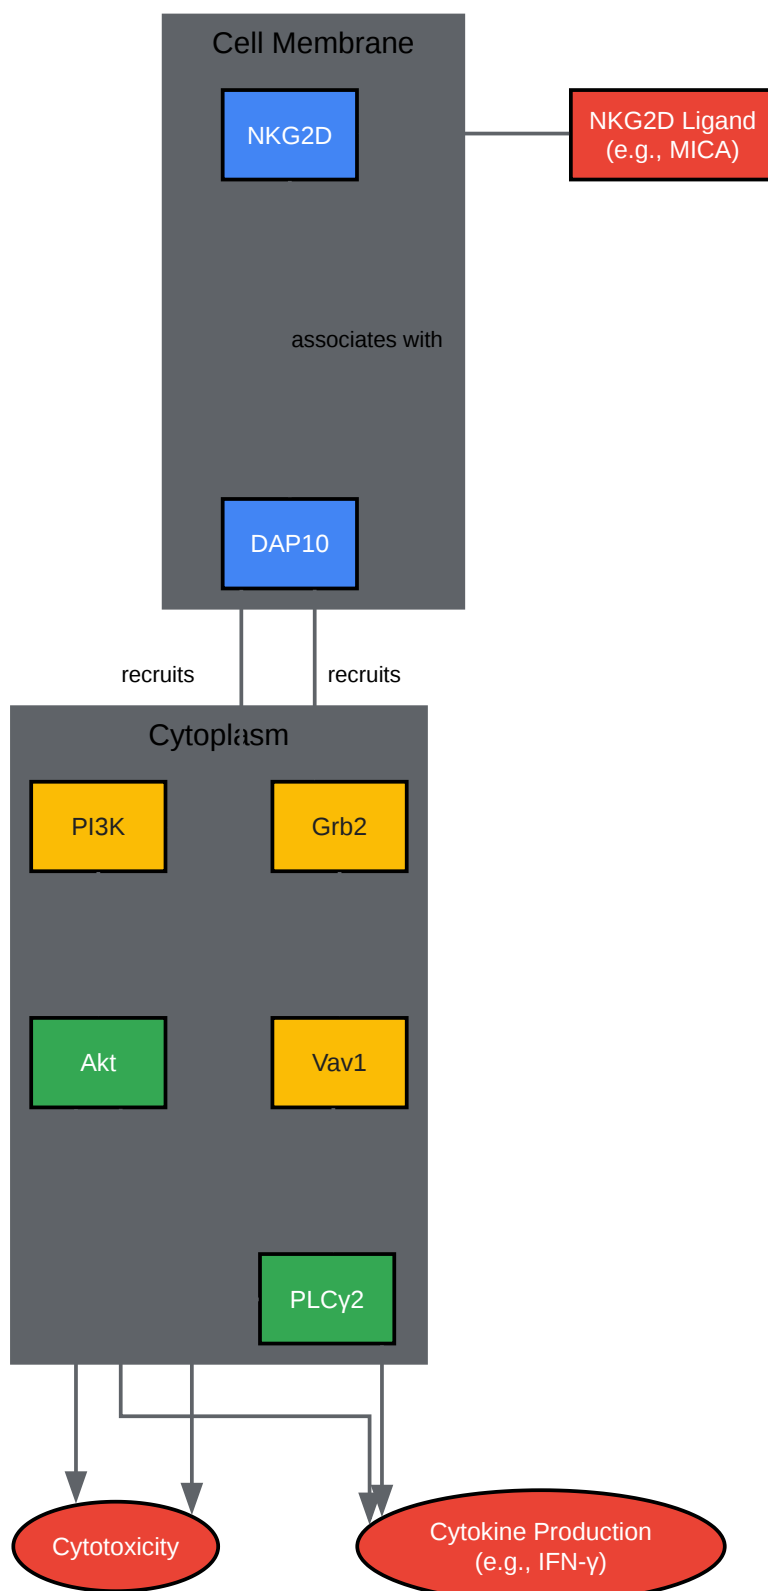 Cell Membrane
NKG2D
NKG2D Ligand
(e.g., MICA)
associates with
DAP10
recruits
recruits
Cytoplasm
PI3K
Grb2
Akt
Vav1
PLCγ2
Cytotoxicity
Cytokine Production
(e.g., IFN-γ)